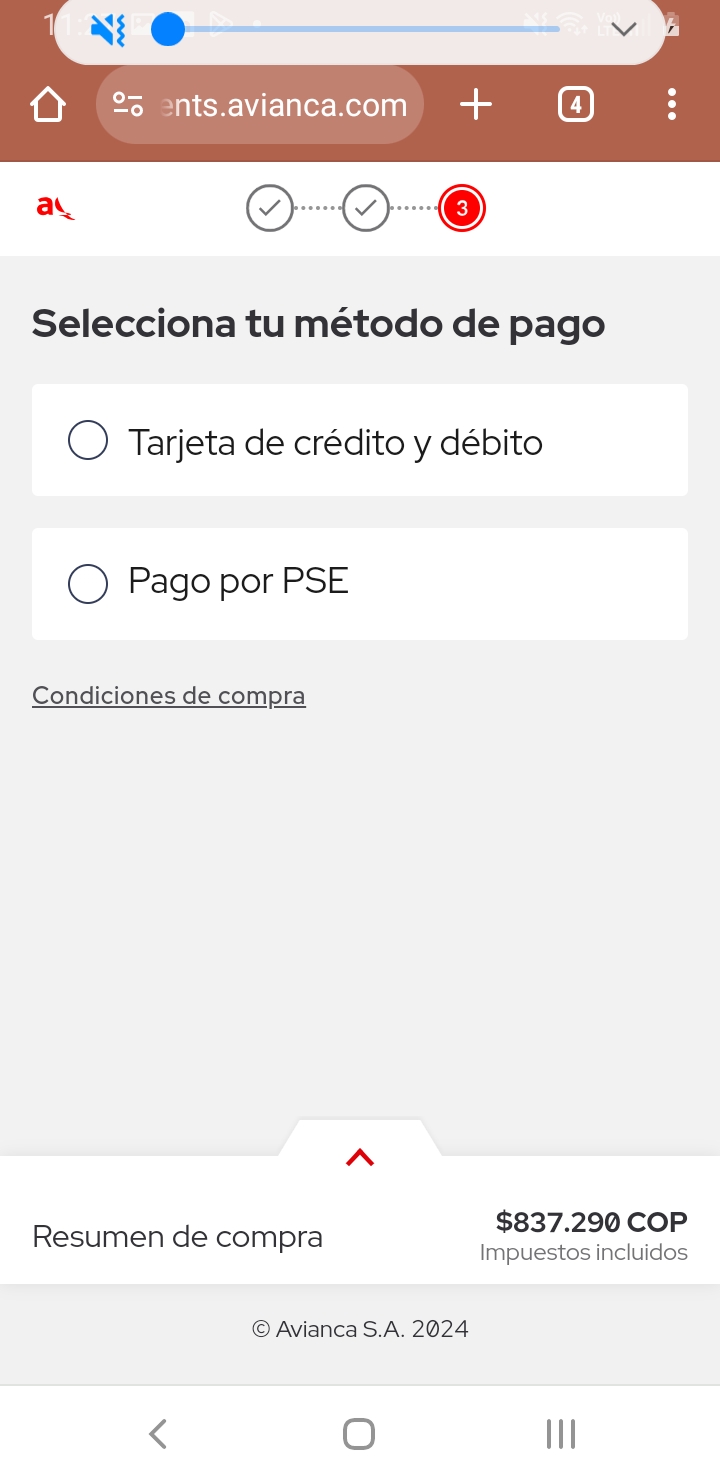 ents.avianca.com
4
3
Selecciona tu método de pago
Tarjeta de crédito y débito
Pago por PSE
Condiciones de compra
Resumen de compra
$837.290 COP
Impuestos incluidos
© Avianca S.A. 2024